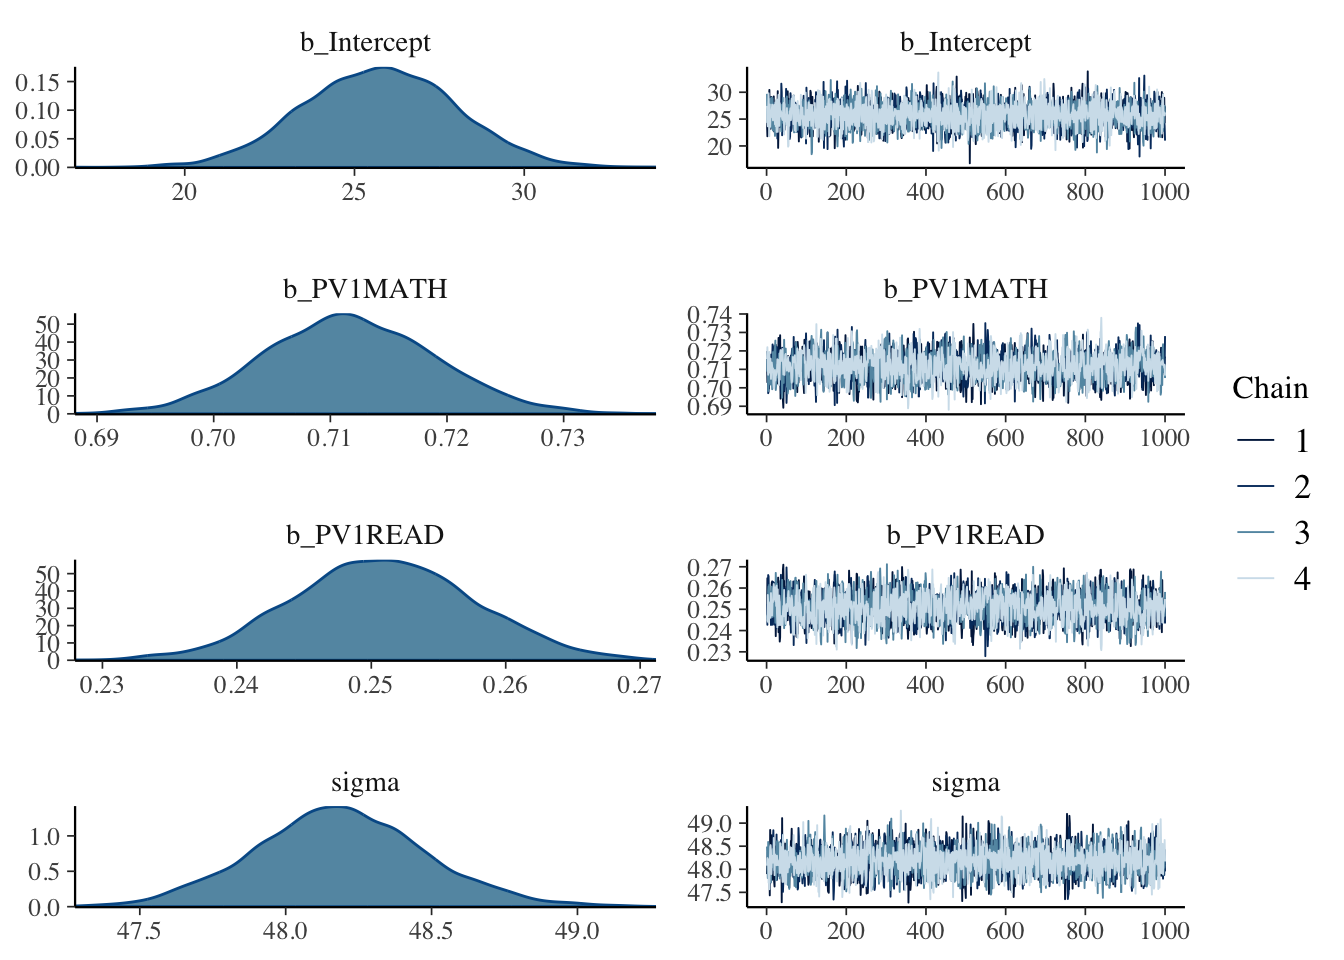 b_Intercept
0.15
0.10
0.05
0.00
20 25 30
b_Intercept
30
25
20
0 200 400 600 800 1000
b_PV1MATH
50
40
30
20
10
0
0.69 0.70 0.71 0.72 0.73
b_PV1MATH
0.74
0.73
0.72
0.71
0.70
0.69
0 200 400 600 800 1000
b_PV1READ
50
40
30
20
10
0
0.23 0.24 0.25 0.26 0.27
b_PV1READ
0.27
0.26
0.25
0.24
0.23
0 200 400 600 800 1000
sigma
1.0
0.5
0.0
47.5 48.0 48.5 49.0
sigma
49.0
48.5
48.0
47.5
0 200 400 600 800 1000
Chain
1
2
3
4